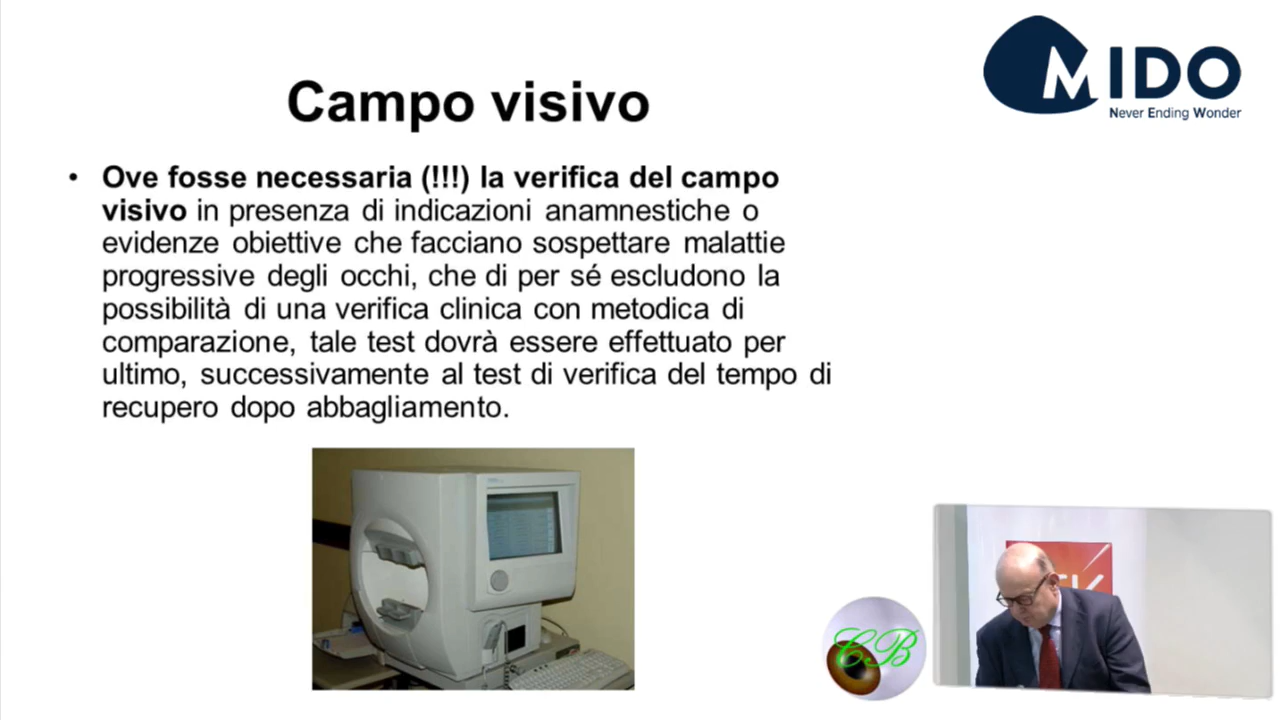 MIDO
Never Ending Wonder
Campo visivo
• Ove fosse necessaria (!!!) la verifica del campo
visivo in presenza di indicazioni anamnestiche o
evidenze obiettive che facciano sospettare malattie
progressive degli occhi, che di per sé escludono la
possibilità di una verifica clinica con metodica di
comparazione, tale test dovrà essere effettuato per
ultimo, successivamente al test di verifica del tempo di
recupero dopo abbagliamento.
CB